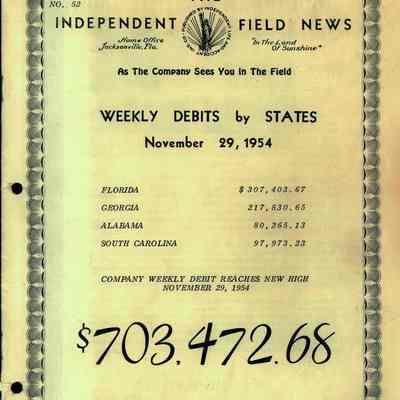 NO. 52
THE
INDEPENDENT FIELD NEWS
Home Office
Jacksonville, Fla.
"In The Land
Of Sunshine"
As The Company Sees You In The Field
WEEKLY DEBITS by STATES
November 29, 1954
FLORIDA $ 307,403.67
GEORGIA 217,830.65
ALABAMA 80,265.13
SOUTH CAROLINA 97,973.23
COMPANY WEEKLY DEBIT REACHES NEW HIGH
NOVEMBER 29, 1954
$703,472.68